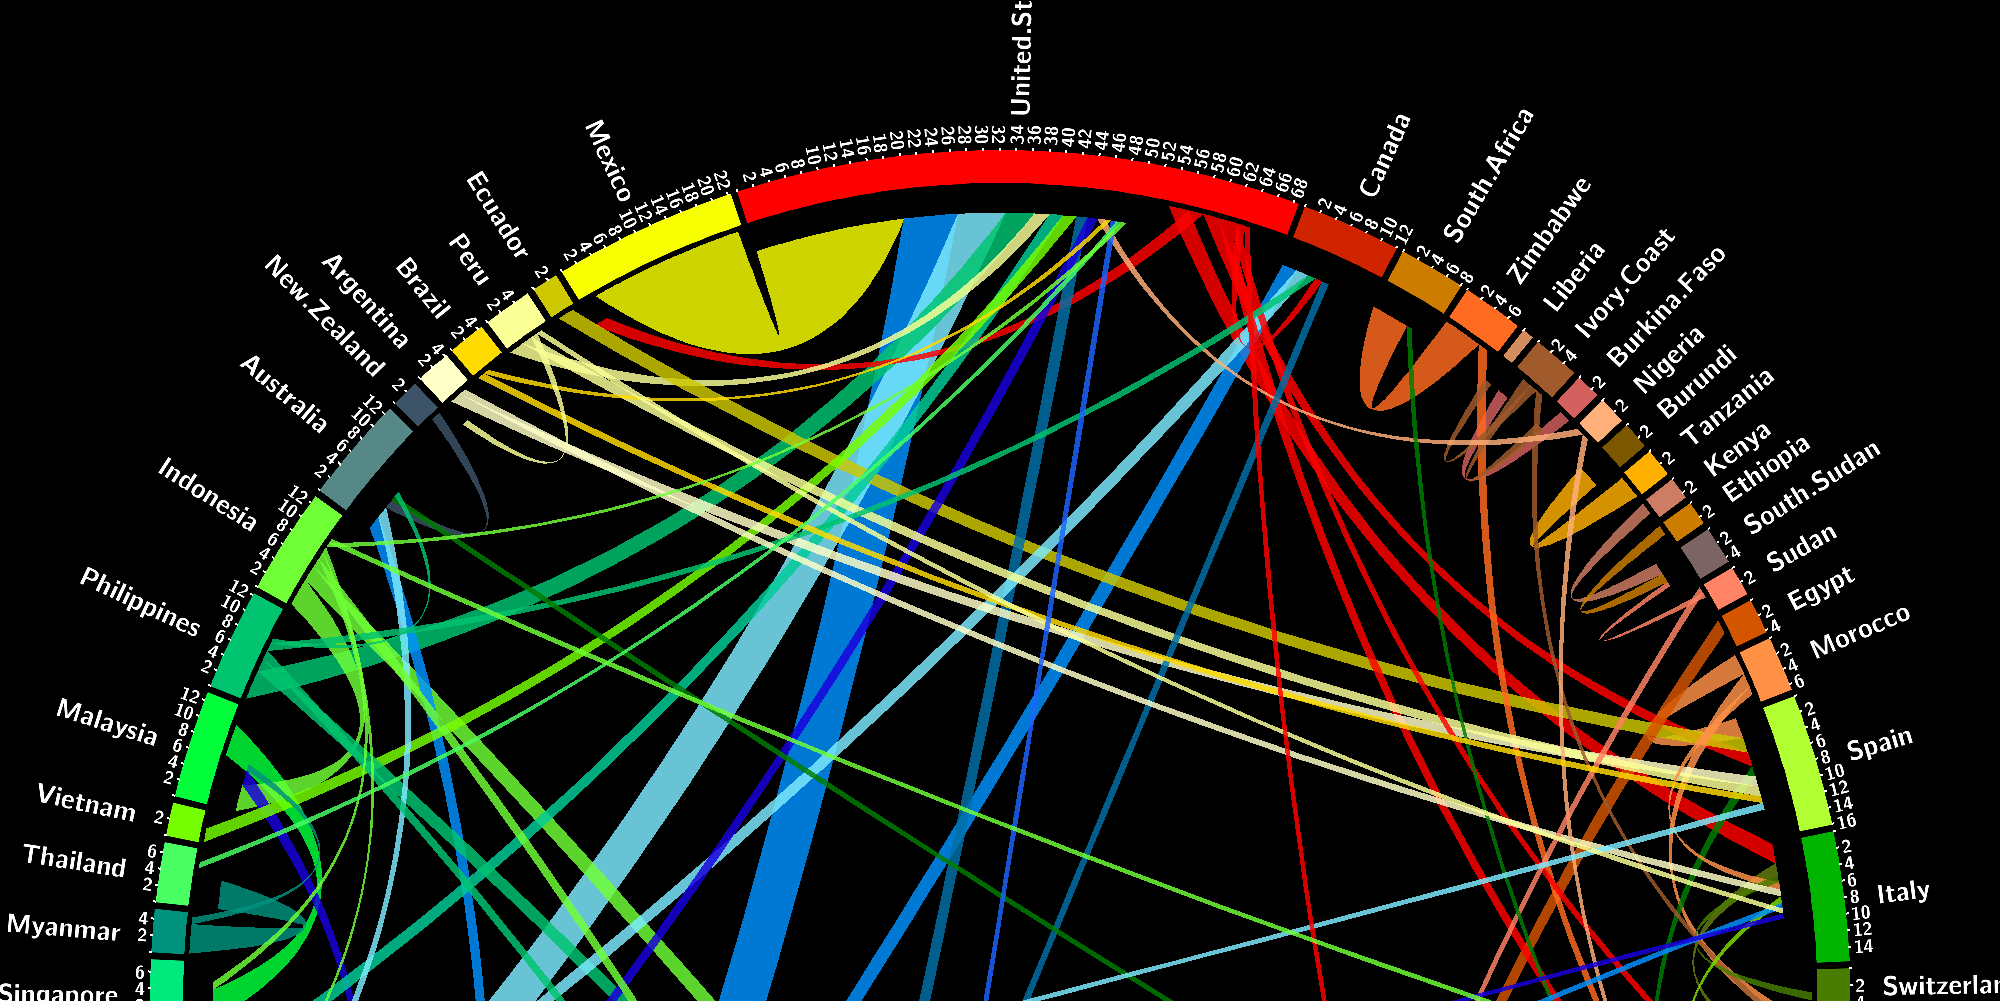 United.St
Canada
South.Africa
Zimbabwe
Liberia
Ivory.Coast
Burkina.Faso
Nigeria
Burundi
Tanzania
Kenya
Ethiopia
South.Sudan
Sudan
Egypt
Morocco
Spain
Italy
Switzerlan
Mexico
Ecuador
Peru
Brazil
Argentina
New.Zealand
Australia
Indonesia
Philippines
Malaysia
Vietnam
Thailand
Myanmar
Singapore
2 4 6 8 10 12 14 16 18 20 22 24 26 28 30 32 34 36 38 40 42 44 46 48 50 52 54 56 58 60 62 64 66 68
2 4 6 8 10 12
2 4 6 8
2 4 6
2 4
2
2
2
2
2
2
2 4
2
2 4
2 4 6
2 4 6 8 10 12 14 16
2 4 6 8 10 12 14
2 4
2 4 6 8 10 12 14 16 18 20 22
2
2 4
2 4
2 4
2
2 4 6 8 10 12
2 4 6 8 10 12
2 4 6 8 10 12
2 4 6 8 10 12
2
2 4 6
2 4
4 6